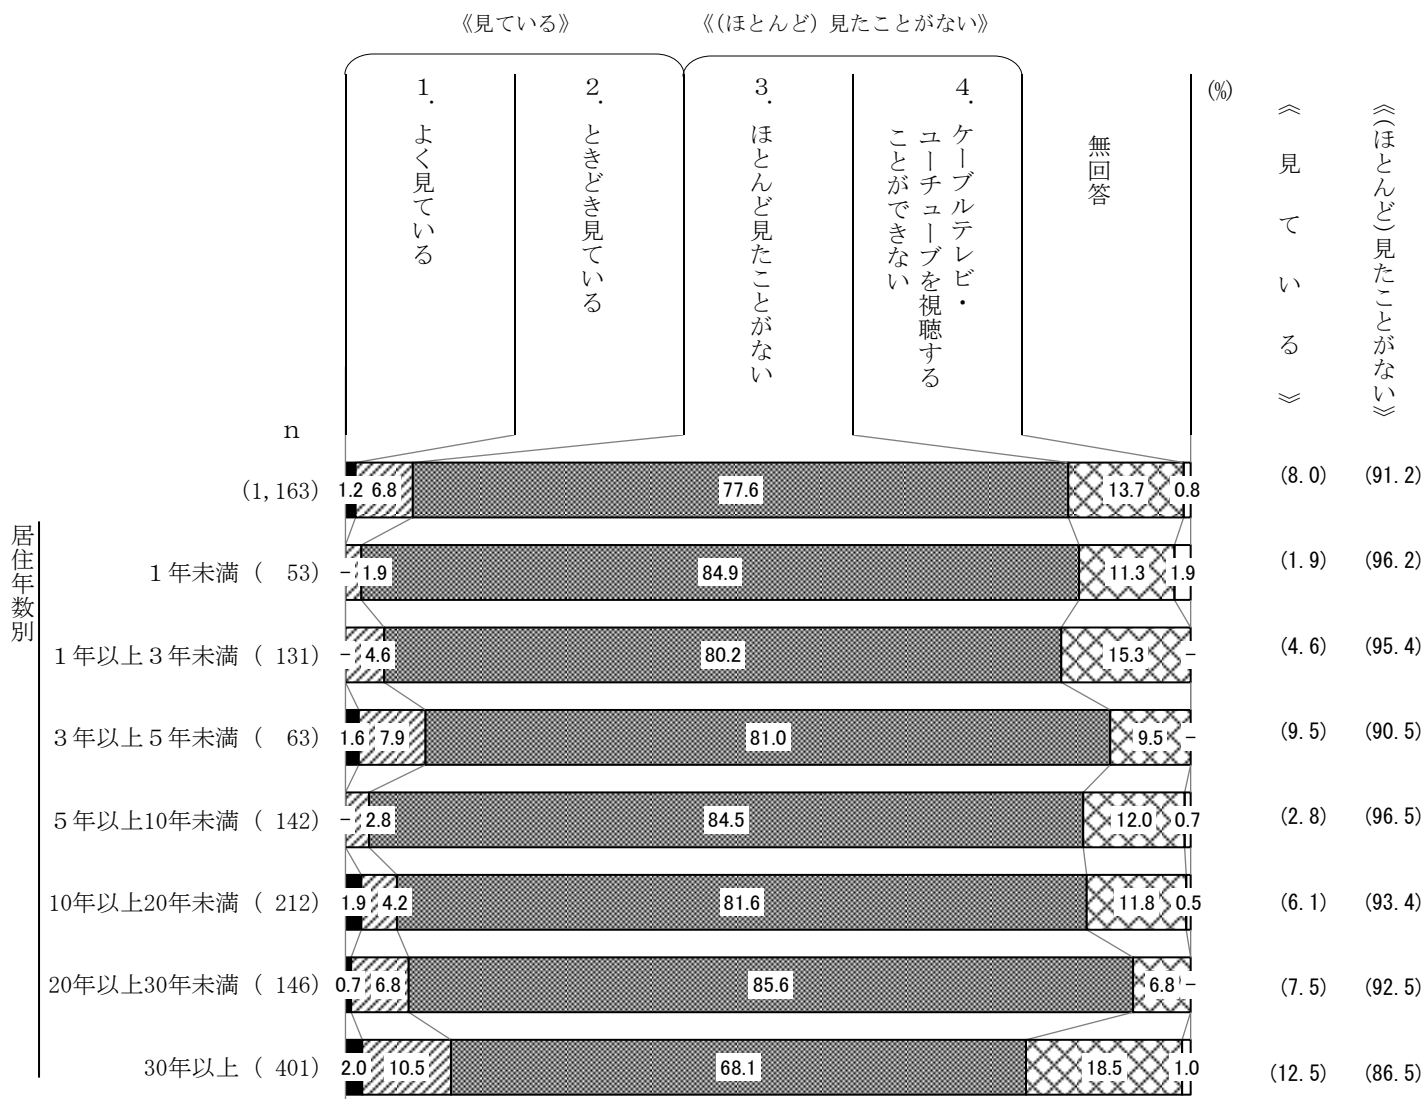 《見ている》 《(ほとんど) 見たことがない》
1．よく見ている
2．ときどき見ている
3．ほとんど見たことがない
4．ケーブルテレビ・
ユーチューブを視聴する
ことができない
無回答
(%)
《見ている》
《(ほとんど)見たことがない》
n
(1,163) 1.2 6.8 77.6 13.7 0.8 (8.0) (91.2)
居住年数別
1年未満 ( 53) - 1.9 84.9 11.3 1.9 (1.9) (96.2)
1年以上3年未満 ( 131) - 4.6 80.2 15.3 - (4.6) (95.4)
3年以上5年未満 ( 63) 1.6 7.9 81.0 9.5 - (9.5) (90.5)
5年以上10年未満 ( 142) - 2.8 84.5 12.0 0.7 (2.8) (96.5)
10年以上20年未満 ( 212) 1.9 4.2 81.6 11.8 0.5 (6.1) (93.4)
20年以上30年未満 ( 146) 0.7 6.8 85.6 6.8 - (7.5) (92.5)
30年以上 ( 401) 2.0 10.5 68.1 18.5 1.0 (12.5) (86.5)